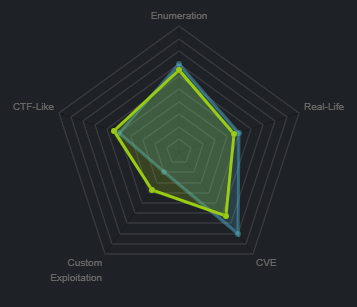 Enumeration
CTF-Like
Real-Life
Custom
Exploitation
CVE